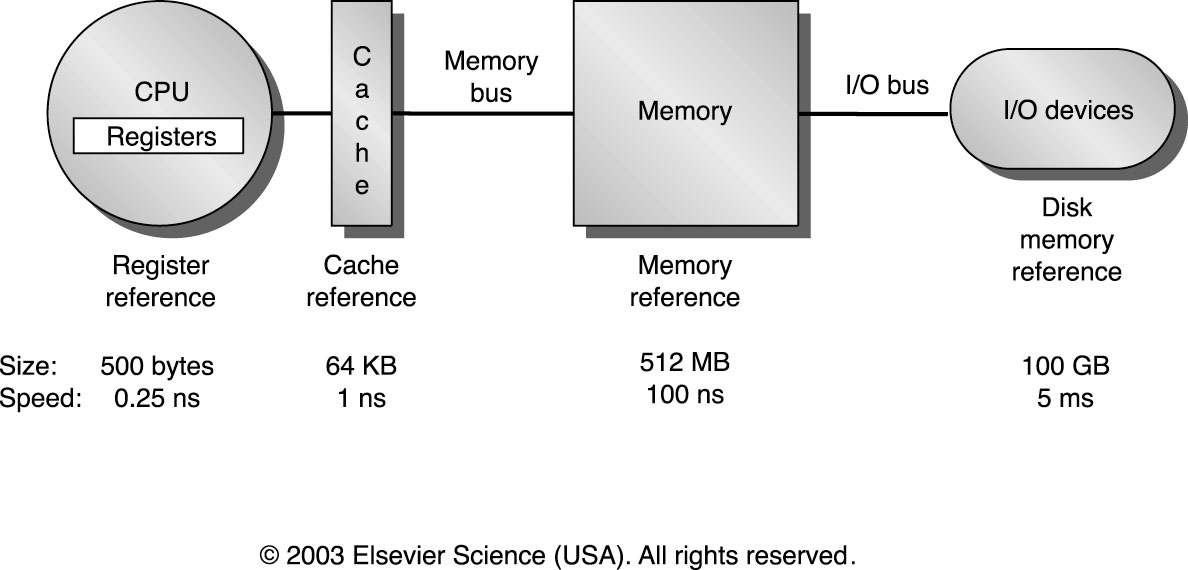 CPU
Registers
C
a
c
h
e
Memory
bus
Memory
I/O bus
I/O devices
Register
reference
Cache
reference
Memory
reference
Disk
memory
reference
Size: 500 bytes 64 KB 512 MB 100 GB
Speed: 0.25 ns 1 ns 100 ns 5 ms
© 2003 Elsevier Science (USA). All rights reserved.